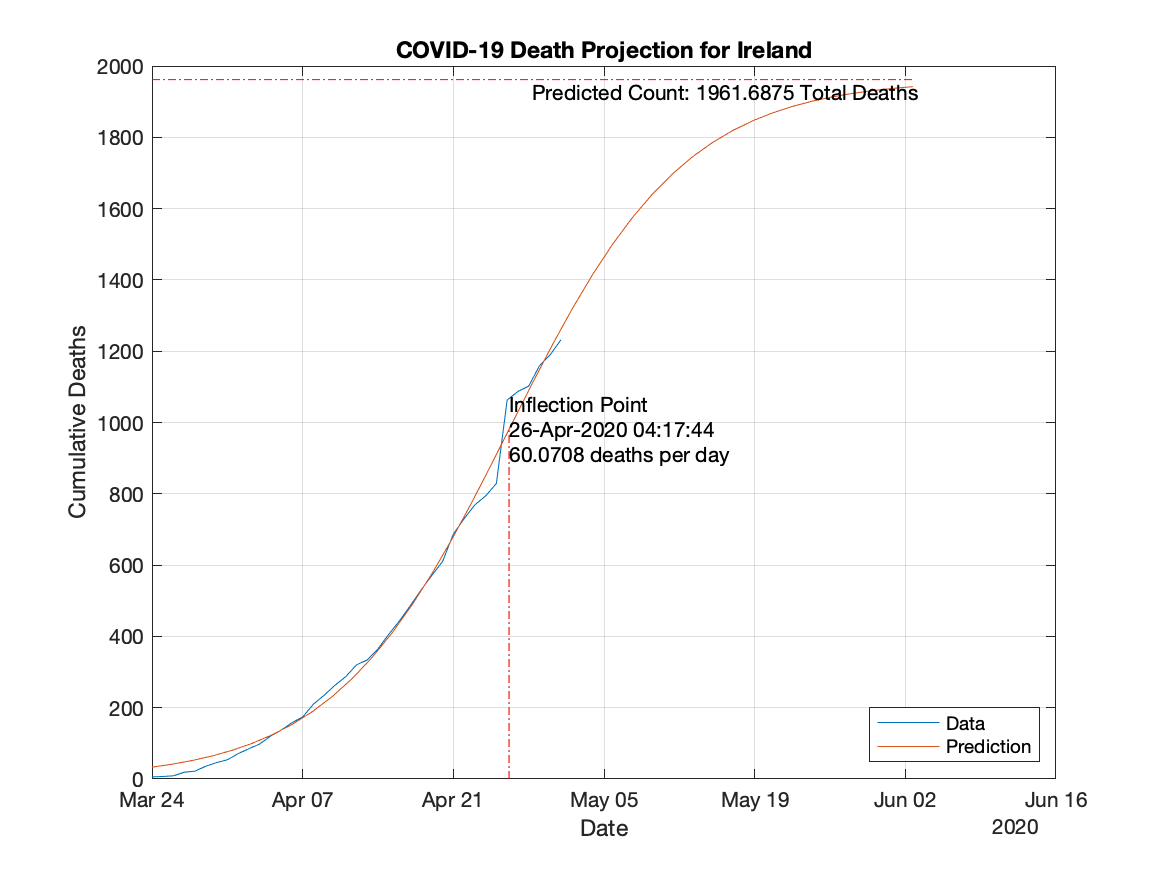 COVID-19 Death Projection for Ireland
2000
Predicted Count: 1961.6875 Total Deaths
1800
1600
1400
1200
1000
800
600
400
200
0
Cumulative Deaths
Inflection Point
26-Apr-2020 04:17:44
60.0708 deaths per day
Data
Prediction
Mar 24 Apr 07 Apr 21 May 05 May 19 Jun 02 Jun 16
Date
2020